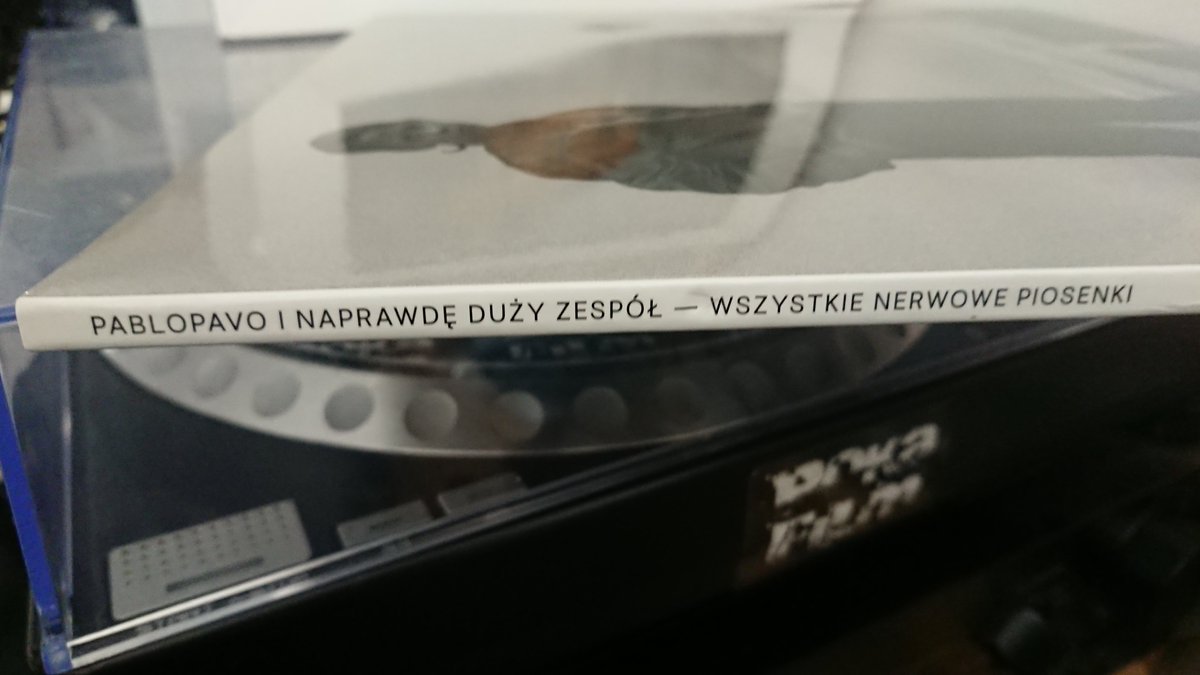 PABLOPAVO I NAPRAWDĘ DUŻY ZESPÓŁ — WSZYSTKIE NERWOWE PIOSENKI